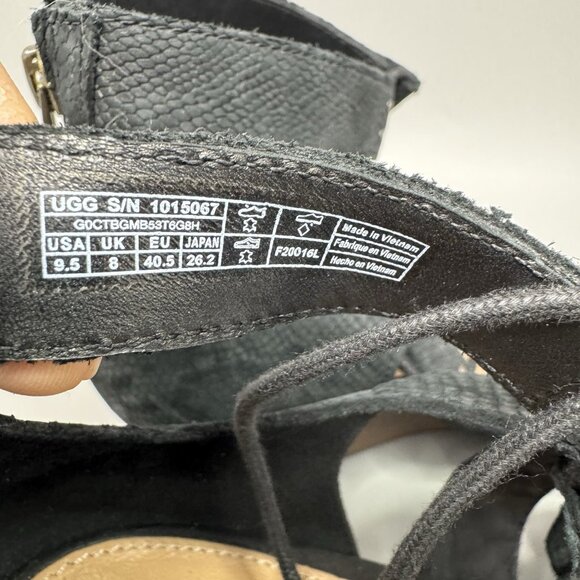 UGG S/N 1015067
G0CTBGMB53T6G8H
USA UK EU JAPAN
9.5 8 40.5 26.2
F20016L
Made in Vietnam
Fabriqué en Vietnam
Hecho en Vietnam